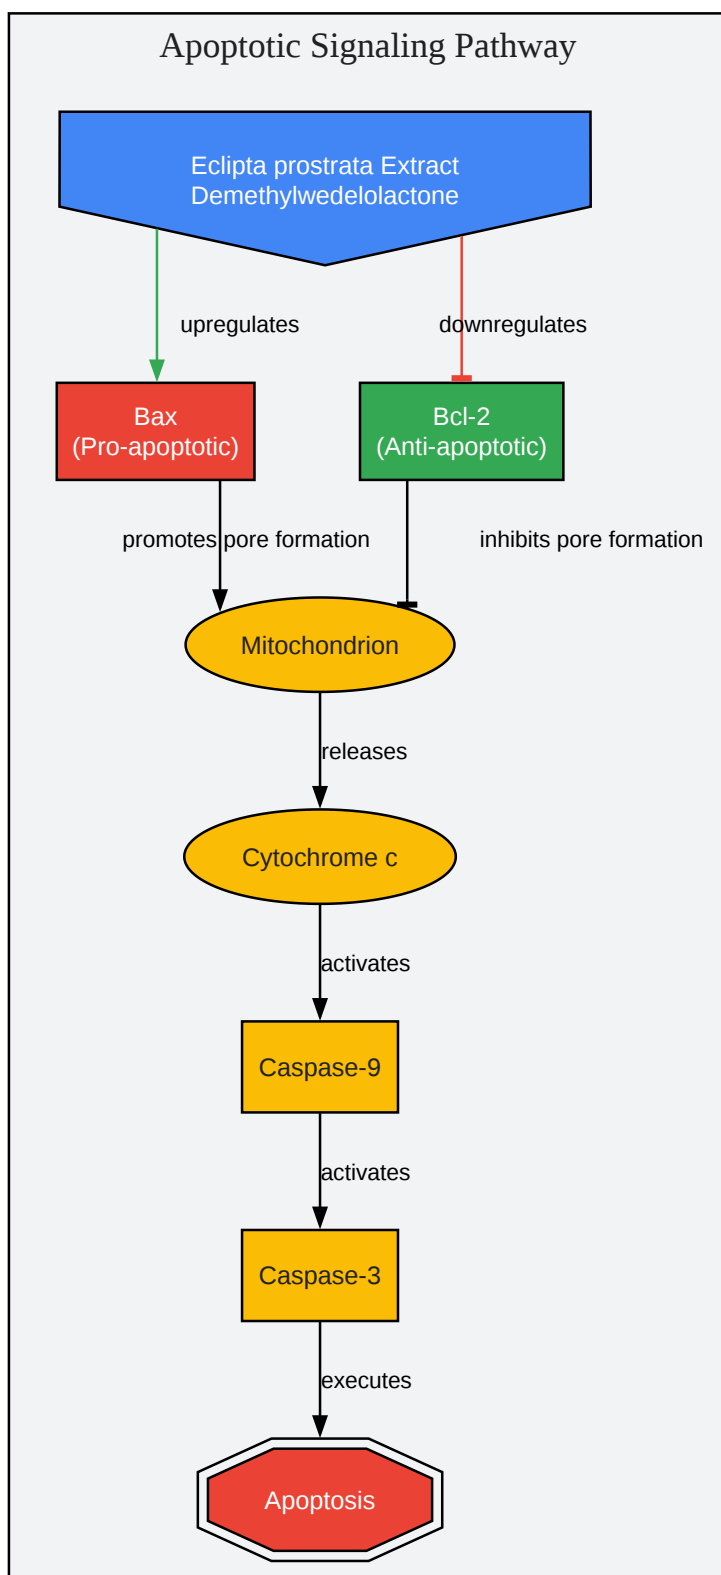 Apoptotic Signaling Pathway
Eclipta prostrata Extract
Demethylwedelolactone
upregulates
downregulates
Bax
(Pro-apoptotic)
Bcl-2
(Anti-apoptotic)
promotes pore formation
inhibits pore formation
Mitochondrion
releases
Cytochrome c
activates
Caspase-9
activates
Caspase-3
executes
Apoptosis